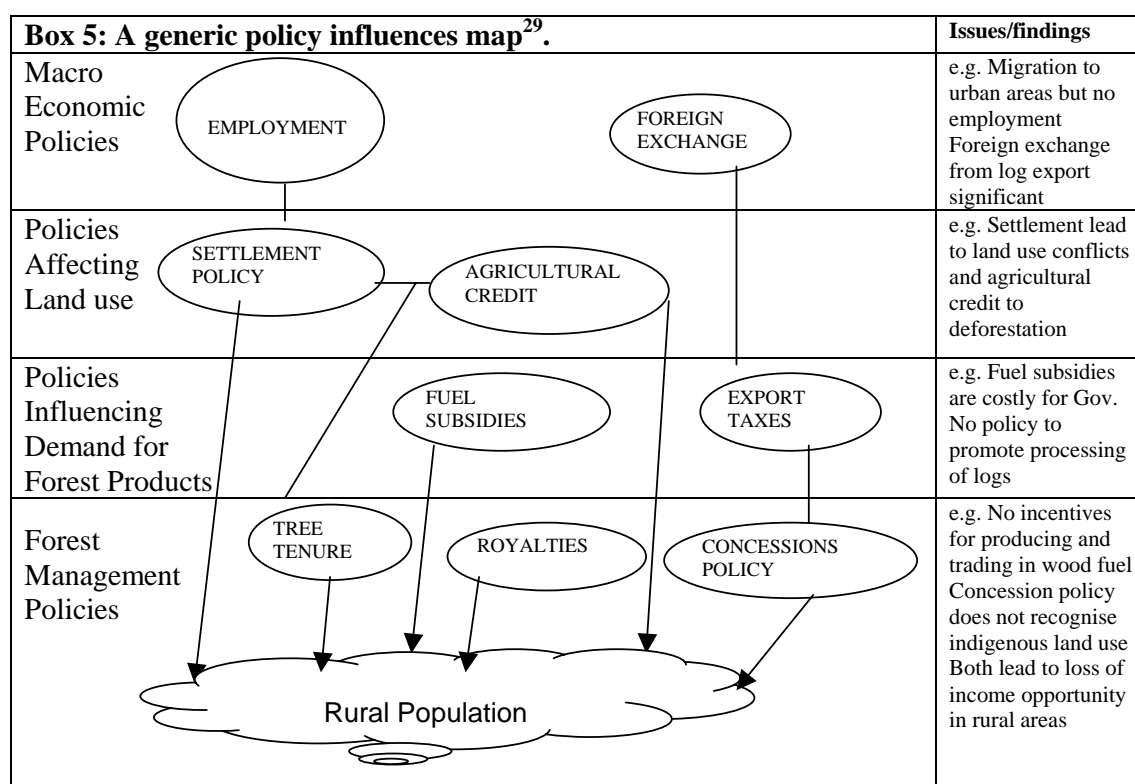 Box 5: A generic policy influences map29.
Issues/findings
Macro
Economic
Policies
EMPLOYMENT
FOREIGN
EXCHANGE
e.g. Migration to
urban areas but no
employment
Foreign exchange
from log export
significant
Policies
Affecting
Land use
SETTLEMENT
POLICY
AGRICULTURAL
CREDIT
e.g. Settlement lead
to land use conflicts
and agricultural
credit to
deforestation
Policies
Influencing
Demand for
Forest Products
FUEL
SUBSIDIES
EXPORT
TAXES
e.g. Fuel subsidies
are costly for Gov.
No policy to
promote processing
of logs
Forest
Management
Policies
TREE
TENURE
ROYALTIES
CONCESSIONS
POLICY
e.g. No incentives
for producing and
trading in wood fuel
Concession policy
does not recognise
indigenous land use
Both lead to loss of
income opportunity
in rural areas
Rural Population